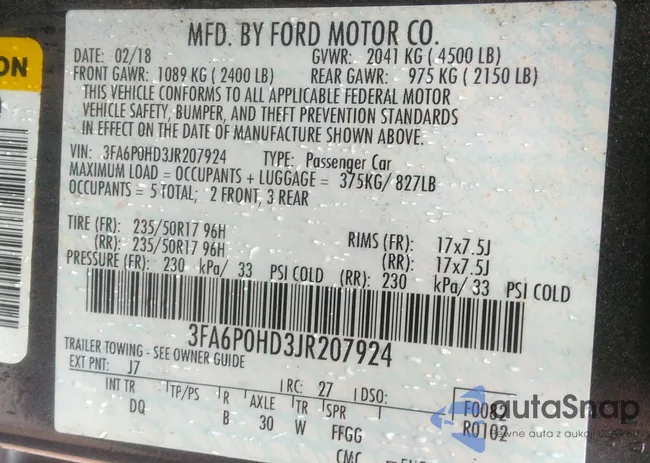 ON
MFD. BY FORD MOTOR CO.
DATE: 02/18 GVWR: 2041 KG ( 4500 LB)
FRONT GAWR: 1089 KG ( 2400 LB) REAR GAWR: 975 KG ( 2150 LB)
THIS VEHICLE CONFORMS TO ALL APPLICABLE FEDERAL MOTOR
VEHICLE SAFETY, BUMPER, AND THEFT PREVENTION STANDARDS
IN EFFECT ON THE DATE OF MANUFACTURE SHOWN ABOVE.
VIN: 3FA6P0HD3JR207924 TYPE: Passenger Car
MAXIMUM LOAD = OCCUPANTS + LUGGAGE = 375KG/ 827LB
OCCUPANTS = 5 TOTAL; 2 FRONT, 3 REAR
TIRE (FR): 235/50R17 96H RIMS (FR): 17x7.5J
(RR): 235/50R17 96H (RR): 17x7.5J
PRESSURE (FR): 230 kPa/ 33 PSI COLD (RR): 230 kPa/ 33 PSI COLD
3FA6P0HD3JR207924
TRAILER TOWING - SEE OWNER GUIDE
EXT PNT: J7 RC: 27 DSO: F0082
INT TR TP/PS R AXLE TR SPR R0102
DQ B 30 W FFGG
autaSnap